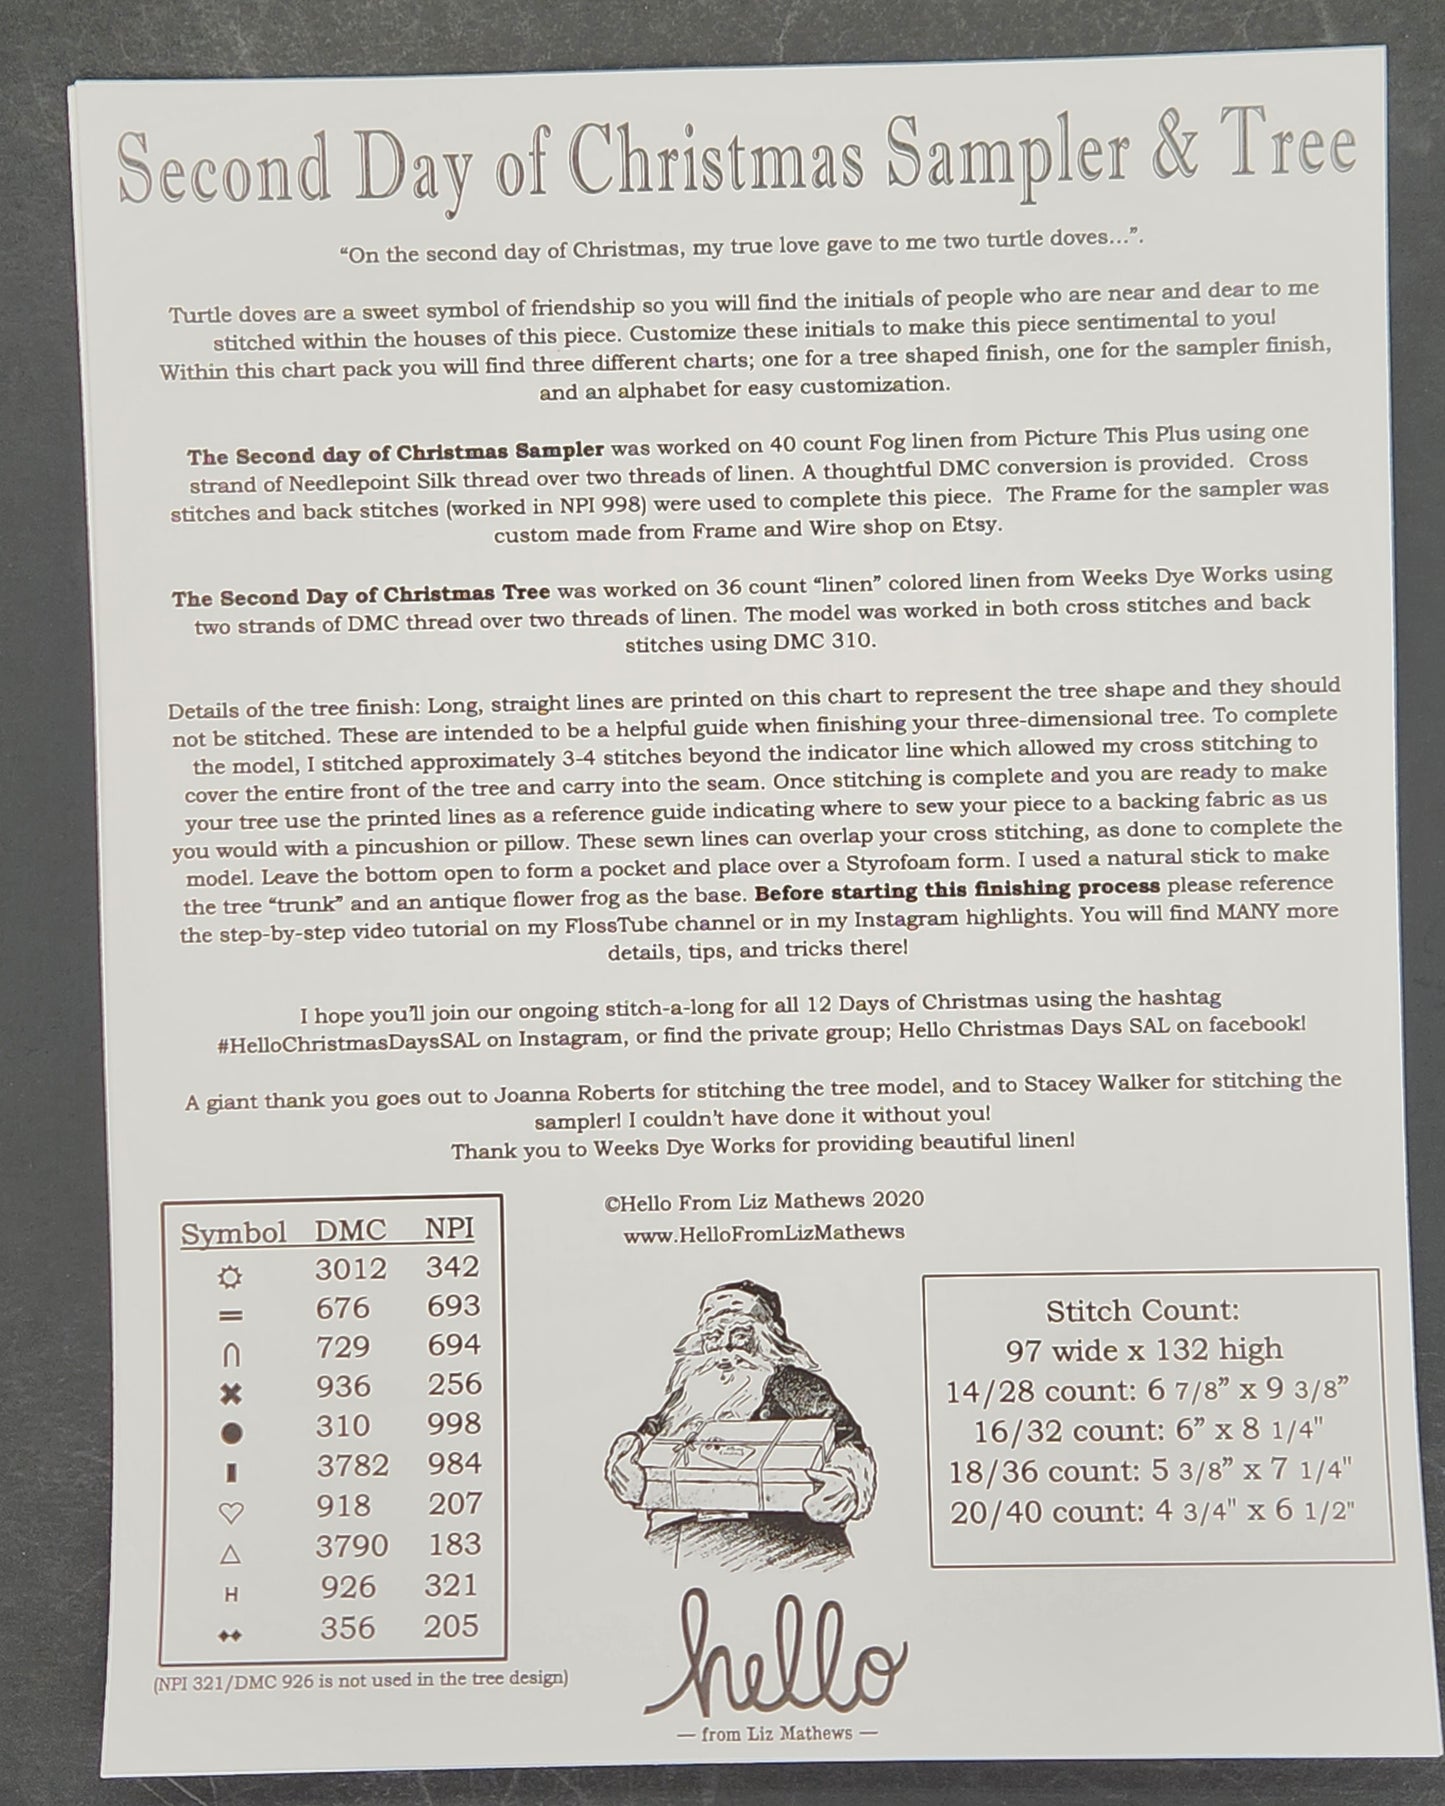 Second Day of Christmas Sampler & Tree
“On the second day of Christmas, my true love gave to me two turtle doves...”.
Turtle doves are a sweet symbol of friendship so you will find the initials of people who are near and dear to me
stitched within the houses of this piece. Customize these initials to make this piece sentimental to you!
Within this chart pack you will find three different charts; one for a tree shaped finish, one for the sampler finish,
and an alphabet for easy customization.
The Second day of Christmas Sampler was worked on 40 count Fog linen from Picture This Plus using one
strand of Needlepoint Silk thread over two threads of linen. A thoughtful DMC conversion is provided. Cross
stitches and back stitches (worked in NPI 998) were used to complete this piece. The Frame for the sampler was
custom made from Frame and Wire shop on Etsy.
The Second Day of Christmas Tree was worked on 36 count “linen” colored linen from Weeks Dye Works using
two strands of DMC thread over two threads of linen. The model was worked in both cross stitches and back
stitches using DMC 310.
Details of the tree finish: Long, straight lines are printed on this chart to represent the tree shape and they should
not be stitched. These are intended to be a helpful guide when finishing your three-dimensional tree. To complete
the model, I stitched approximately 3-4 stitches beyond the indicator line which allowed my cross stitching to
cover the entire front of the tree and carry into the seam. Once stitching is complete and you are ready to make
your tree use the printed lines as a reference guide indicating where to sew your piece to a backing fabric as us
you would with a pincushion or pillow. These sewn lines can overlap your cross stitching, as done to complete the
model. Leave the bottom open to form a pocket and place over a Styrofoam form. I used a natural stick to make
the tree “trunk” and an antique flower frog as the base. Before starting this finishing process please reference
the step-by-step video tutorial on my FlossTube channel or in my Instagram highlights. You will find MANY more
details, tips, and tricks there!
I hope you’ll join our ongoing stitch-a-long for all 12 Days of Christmas using the hashtag
#HelloChristmasDaysSAL on Instagram, or find the private group; Hello Christmas Days SAL on facebook!
A giant thank you goes out to Joanna Roberts for stitching the tree model, and to Stacey Walker for stitching the
sampler! I couldn’t have done it without you!
Thank you to Weeks Dye Works for providing beautiful linen!
©Hello From Liz Mathews 2020
www.HelloFromLizMathews
Symbol DMC NPI
3012 342
676 693
729 694
936 256
310 998
3782 984
918 207
3790 183
H 926 321
356 205
(NPI 321/DMC 926 is not used in the tree design)
Stitch Count:
97 wide x 132 high
14/28 count: 6 7/8” x 9 3/8”
16/32 count: 6” x 8 1/4"
18/36 count: 5 3/8” x 7 1/4"
20/40 count: 4 3/4" x 6 1/2"
hello
— from Liz Mathews —